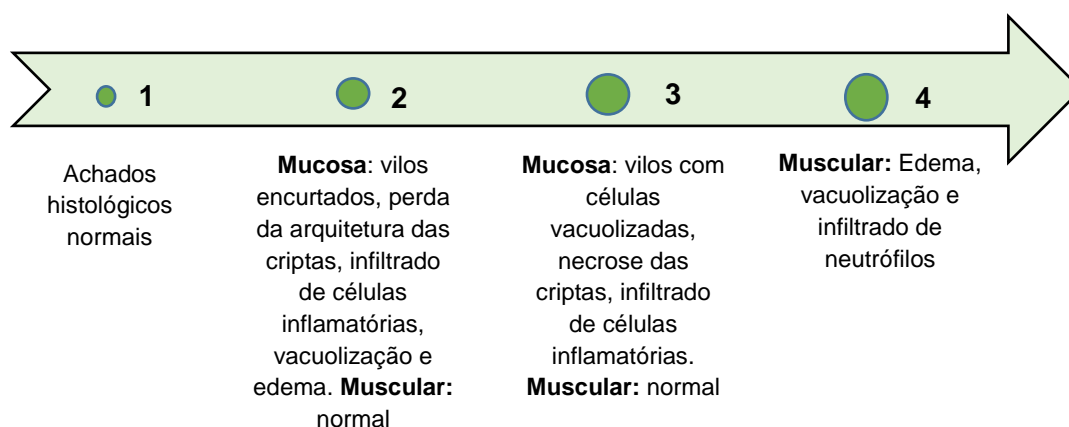 1
Achados
histológicos
normais
2
Mucosa: vilos
encurtados, perda
da arquitetura das
criptas, infiltrado
de células
inflamatórias,
vacuolização e
edema. Muscular:
normal
3
Mucosa: vilos com
células
vacuolizadas,
necrose das
criptas, infiltrado
de células
inflamatórias.
Muscular: normal
4
Muscular: Edema,
vacuolização e
infiltrado de
neutrófilos